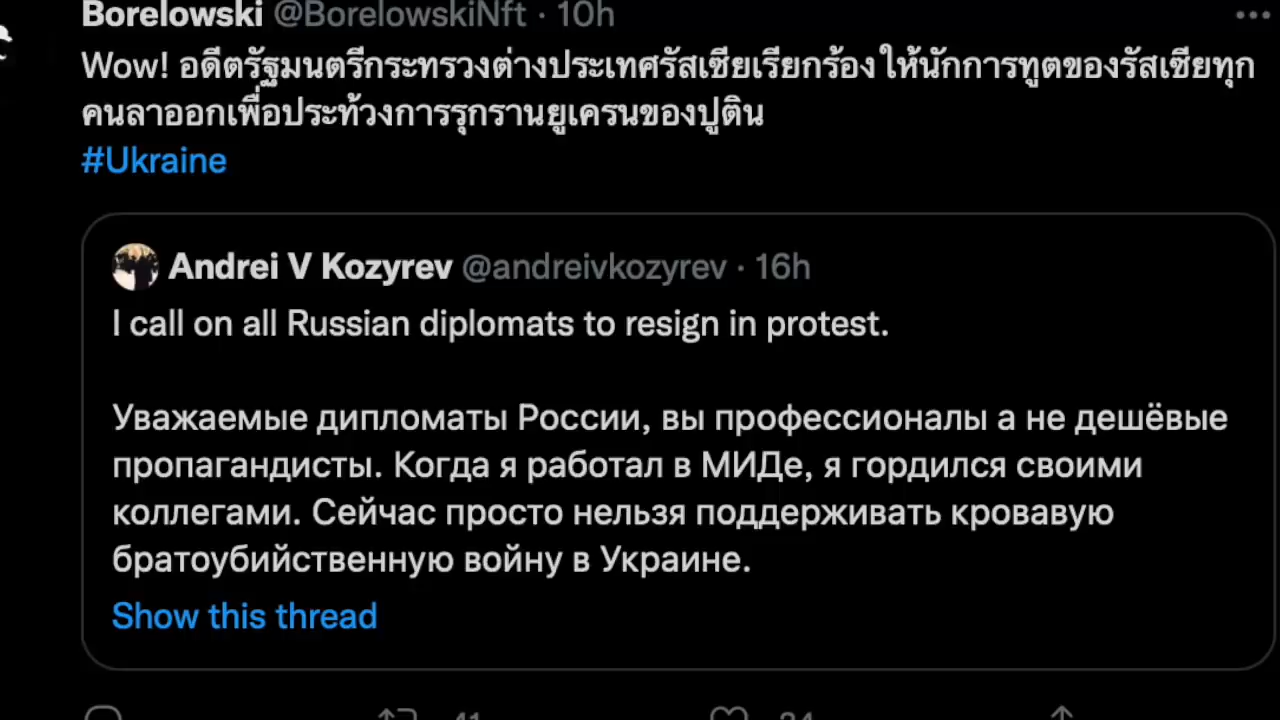 Borelowski @BorelowskiNft · 10h
Wow! อดีตรัฐมนตรีกระทรวงต่างประเทศรัสเซียเรียกร้องให้นักการทูตของรัสเซียทุก
คนลาออกเพื่อประท้วงการรุกรานยูเครนของปูติน
#Ukraine
Andrei V Kozyrev @andreivkozyrev · 16h
I call on all Russian diplomats to resign in protest.
Уважаемые дипломаты России, вы профессионалы а не дешёвые
пропагандисты. Когда я работал в МИДе, я гордился своими
коллегами. Сейчас просто нельзя поддерживать кровавую
братоубийственную войну в Украине.
Show this thread